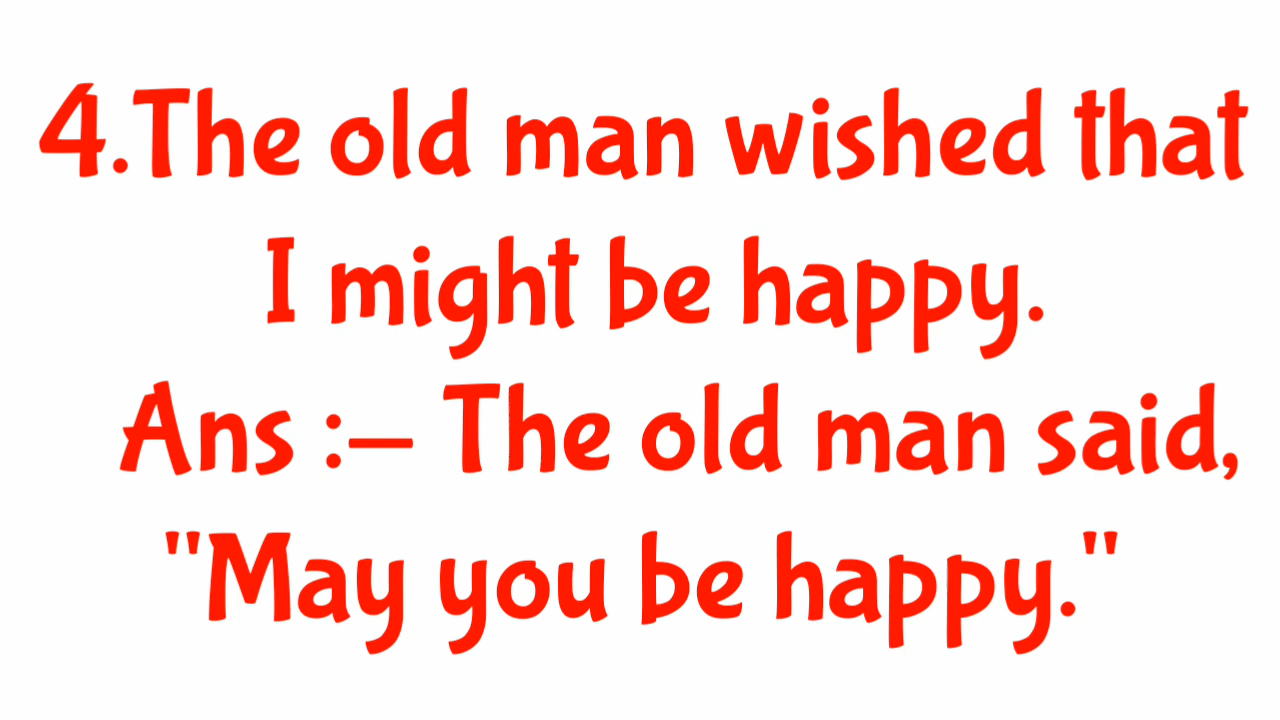 4.The old man wished that
I might be happy.
Ans :— The old man said,
"May you be happy."